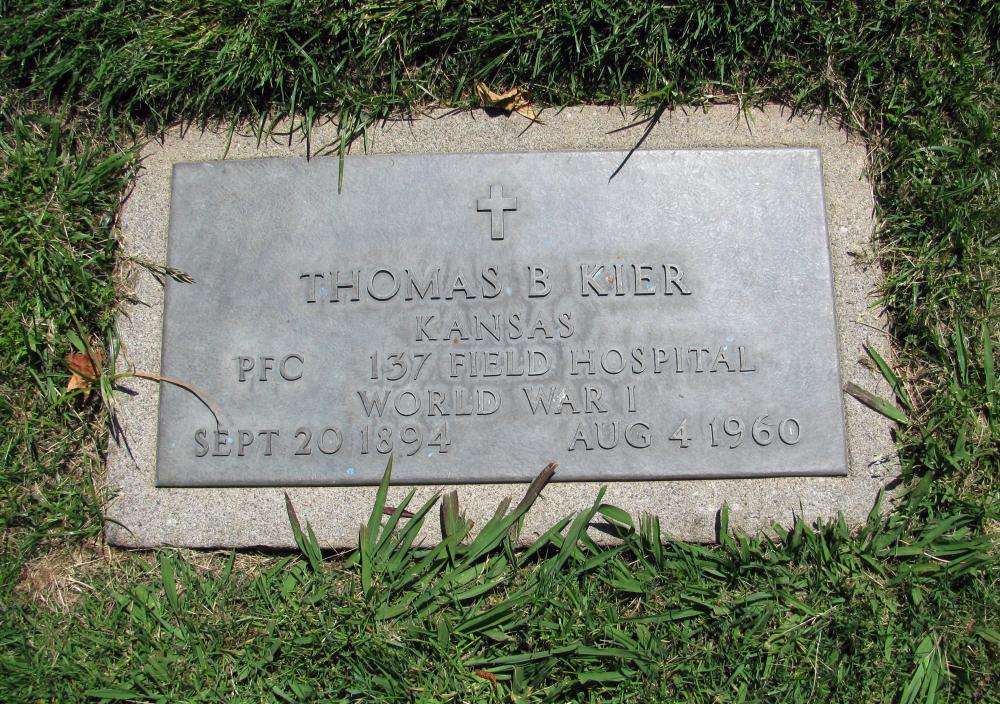 THOMAS B KIER
KANSAS
PFC 137 FIELD HOSPITAL
WORLD WAR I
SEPT 20 1894 AUG 4 1960